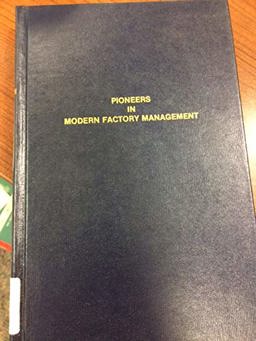 PIONEERS
IN
MODERN FACTORY MANAGEMENT